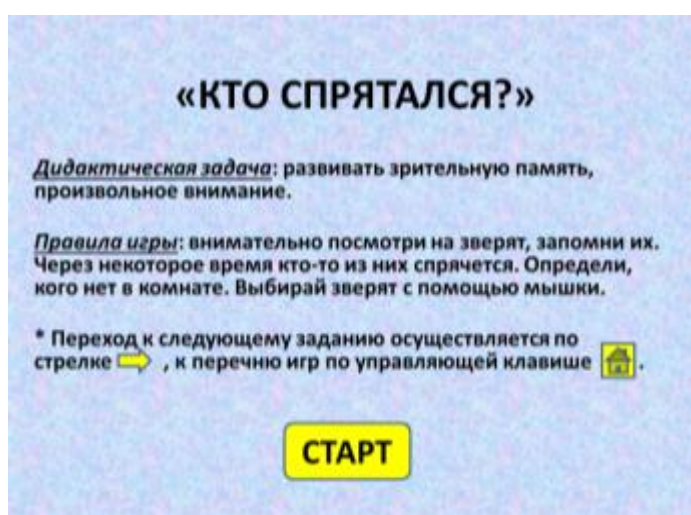 «КТО СПРЯТАЛСЯ?»
Дидактическая задача: развивать зрительную память,
произвольное внимание.
Правила игры: внимательно посмотри на зверят, запомни их.
Через некоторое время кто-то из них спрячется. Определи,
кого нет в комнате. Выбирай зверят с помощью мышки.
* Переход к следующему заданию осуществляется по
стрелке , к перечню игр по управляющей клавише .
СТАРТ